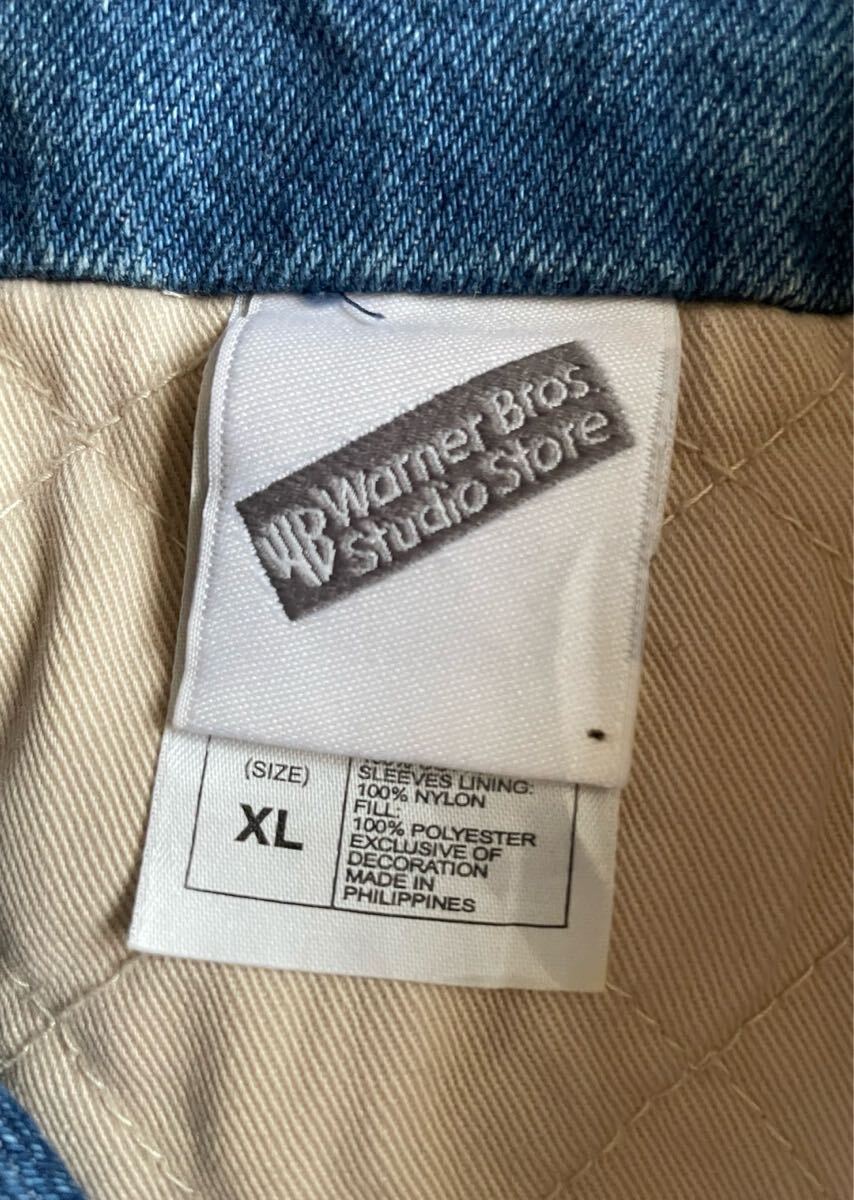 WB Warner Bros.
Studio Store
(SIZE)
XL
SLEEVES LINING:
100% NYLON
FILL:
100% POLYESTER
EXCLUSIVE OF
DECORATION
MADE IN
PHILIPPINES